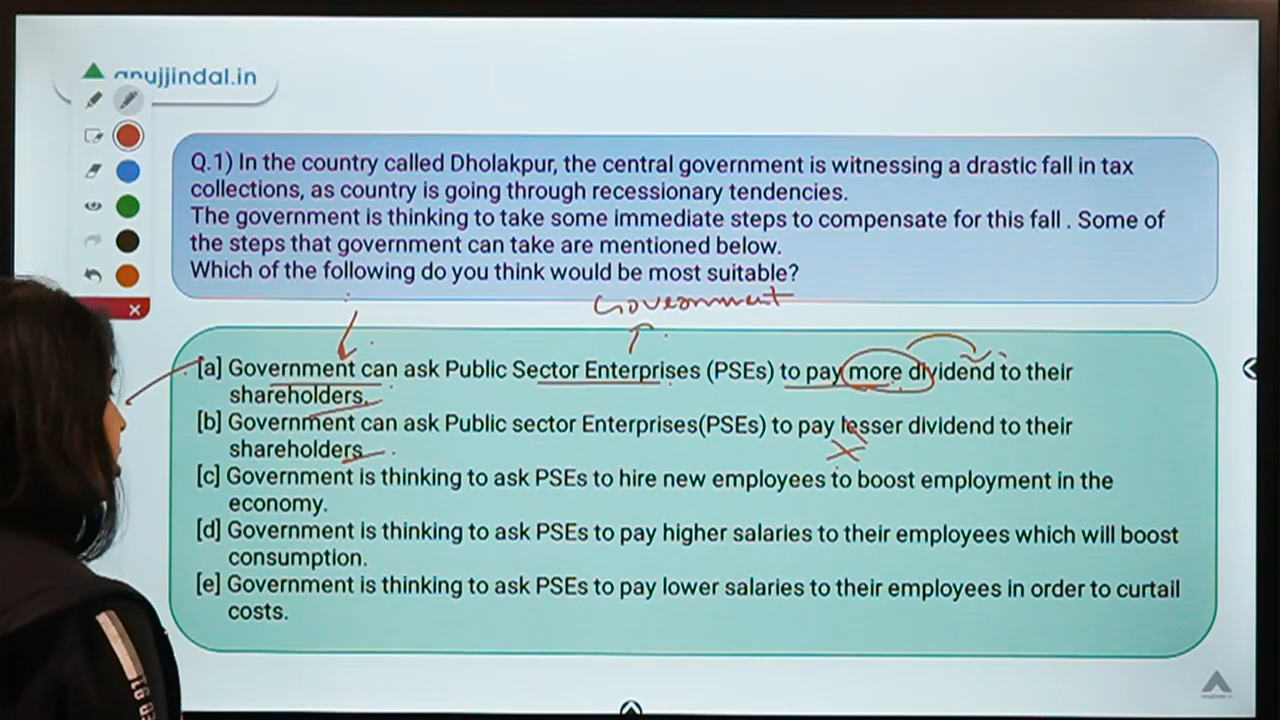 anujjindal.in
Q.1) In the country called Dholakpur, the central government is witnessing a drastic fall in tax
collections, as country is going through recessionary tendencies.
The government is thinking to take some immediate steps to compensate for this fall . Some of
the steps that government can take are mentioned below.
Which of the following do you think would be most suitable?
Government
[a] Government can ask Public Sector Enterprises (PSEs) to pay more dividend to their
shareholders.
[b] Government can ask Public sector Enterprises(PSEs) to pay lesser dividend to their
shareholders.
[c] Government is thinking to ask PSEs to hire new employees to boost employment in the
economy.
[d] Government is thinking to ask PSEs to pay higher salaries to their employees which will boost
consumption.
[e] Government is thinking to ask PSEs to pay lower salaries to their employees in order to curtail
costs.